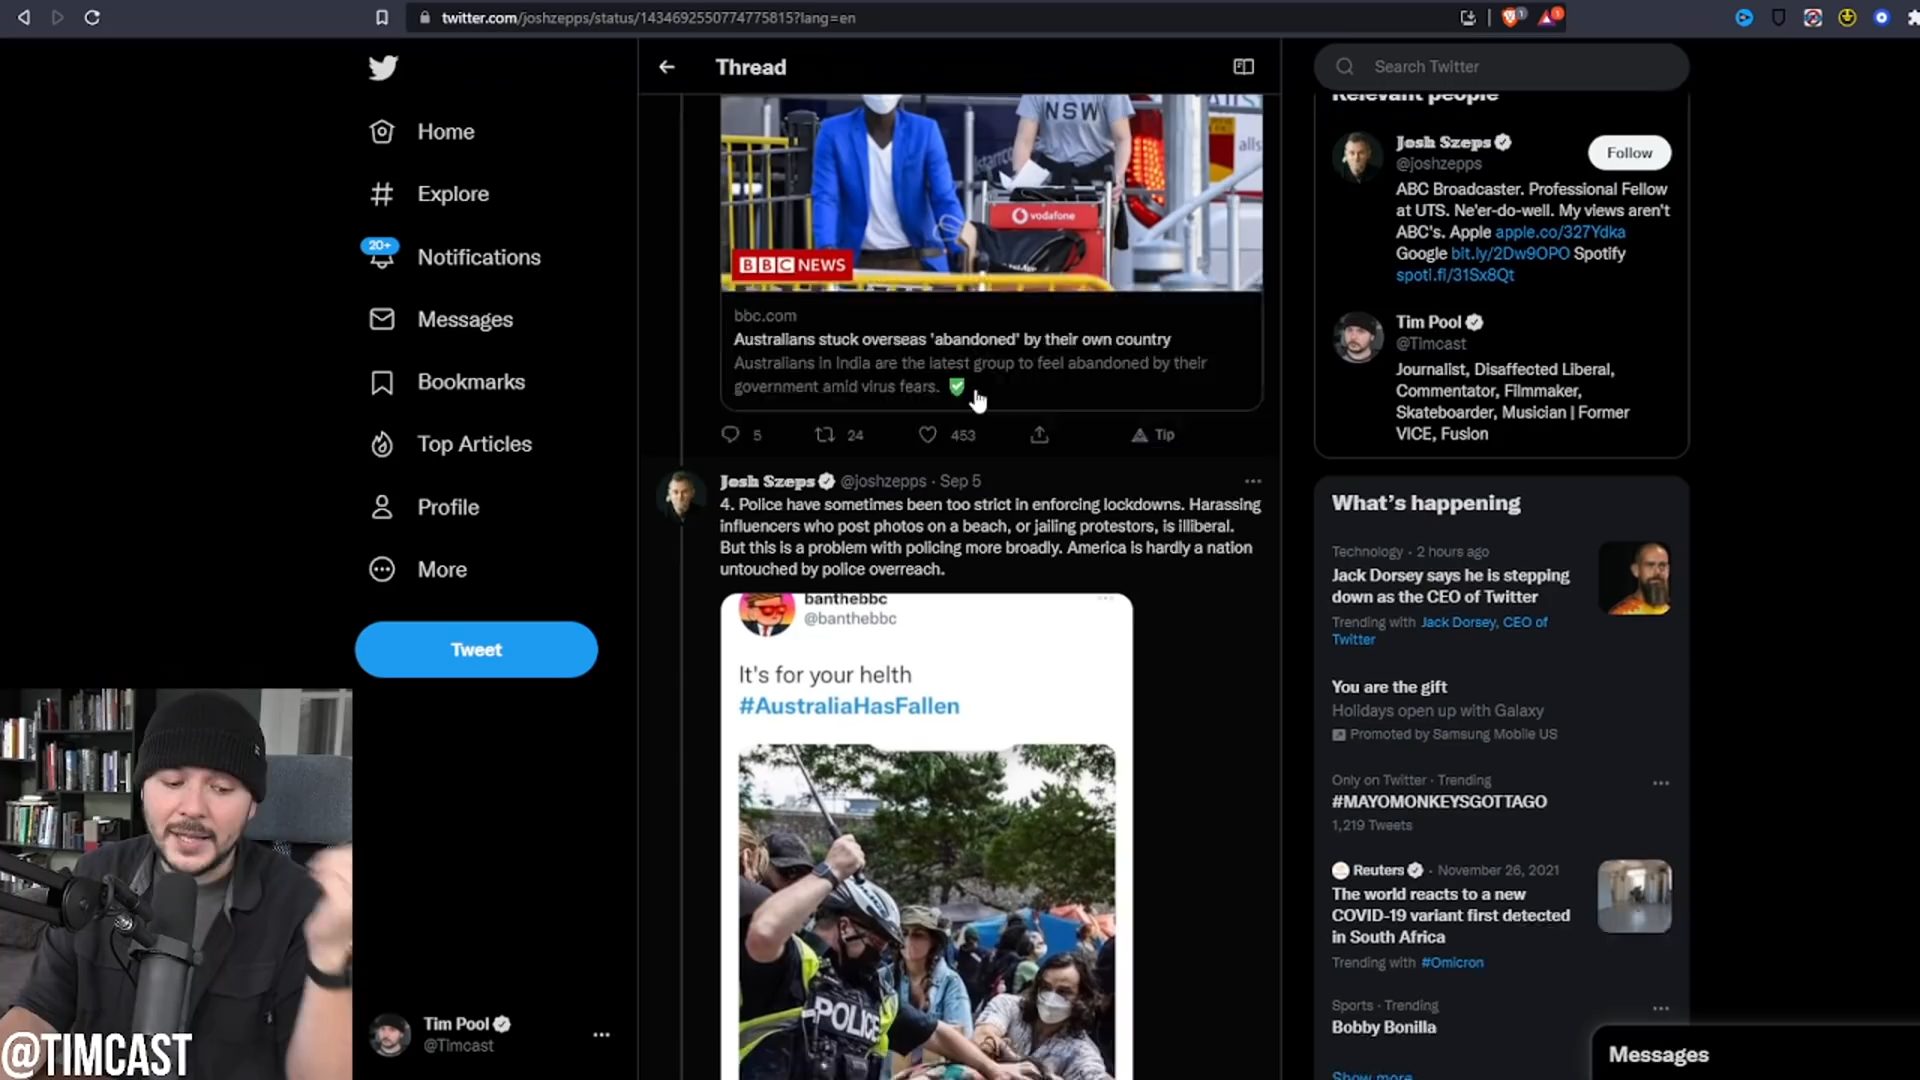 twitter.com/joshzepps/status/1434692550774775815?lang=en
Home
Explore
20+
Notifications
Messages
Bookmarks
Top Articles
Profile
More
Tweet
Tim Pool
@Timcast
@TIMCAST
Thread
NSW
vodafone
BBC NEWS
bbc.com
Australians stuck overseas 'abandoned' by their own country
Australians in India are the latest group to feel abandoned by their
government amid virus fears.
5
24
453
Tip
Josh Szeps @joshzepps · Sep 5
4. Police have sometimes been too strict in enforcing lockdowns. Harassing
influencers who post photos on a beach, or jailing protestors, is illiberal.
But this is a problem with policing more broadly. America is hardly a nation
untouched by police overreach.
banthebbc
@banthebbc
It's for your helth
#AustraliaHasFallen
POLICE
Search Twitter
Relevant people
Josh Szeps
@joshzepps
Follow
ABC Broadcaster. Professional Fellow
at UTS. Ne'er-do-well. My views aren't
ABC's. Apple apple.co/327Ydka
Google bit.ly/2Dw9OPO Spotify
spoti.fi/31Sx8Qt
Tim Pool
@Timcast
Journalist, Disaffected Liberal,
Commentator, Filmmaker,
Skateboarder, Musician | Former
VICE, Fusion
What's happening
Technology · 2 hours ago
Jack Dorsey says he is stepping
down as the CEO of Twitter
Trending with Jack Dorsey, CEO of
Twitter
You are the gift
Holidays open up with Galaxy
Promoted by Samsung Mobile US
Only on Twitter · Trending
#MAYOMONKEYSGOTTAGO
1,219 Tweets
Reuters · November 26, 2021
The world reacts to a new
COVID-19 variant first detected
in South Africa
Trending with #Omicron
Sports · Trending
Bobby Bonilla
Show more
Messages